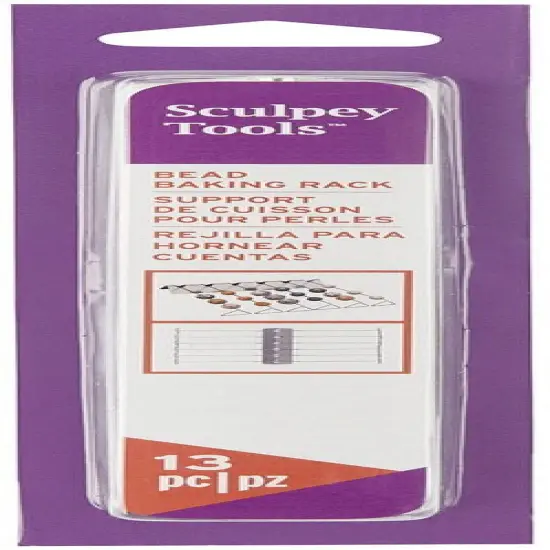 Sculpey
Tools™
BEAD
BAKING RACK
SUPPORT
DE CUISSON
POUR PERLES
REJILLA PARA
HORNEAR
CUENTAS
13
pc|pz